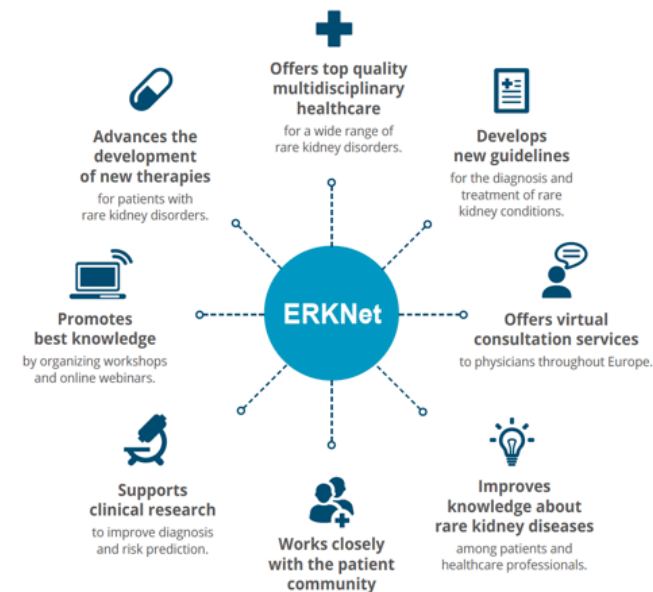 Offers top quality
multidisciplinary
healthcare
for a wide range of
rare kidney disorders.
Develops
new guidelines
for the diagnosis and
treatment of rare
kidney conditions.
Offers virtual
consultation services
to physicians throughout Europe.
Improves
knowledge about
rare kidney diseases
among patients and
healthcare professionals.
Works closely
with the patient
community
Supports
clinical research
to improve diagnosis
and risk prediction.
Promotes
best knowledge
by organizing workshops
and online webinars.
Advances the
development
of new therapies
for patients with
rare kidney disorders.
ERKNet